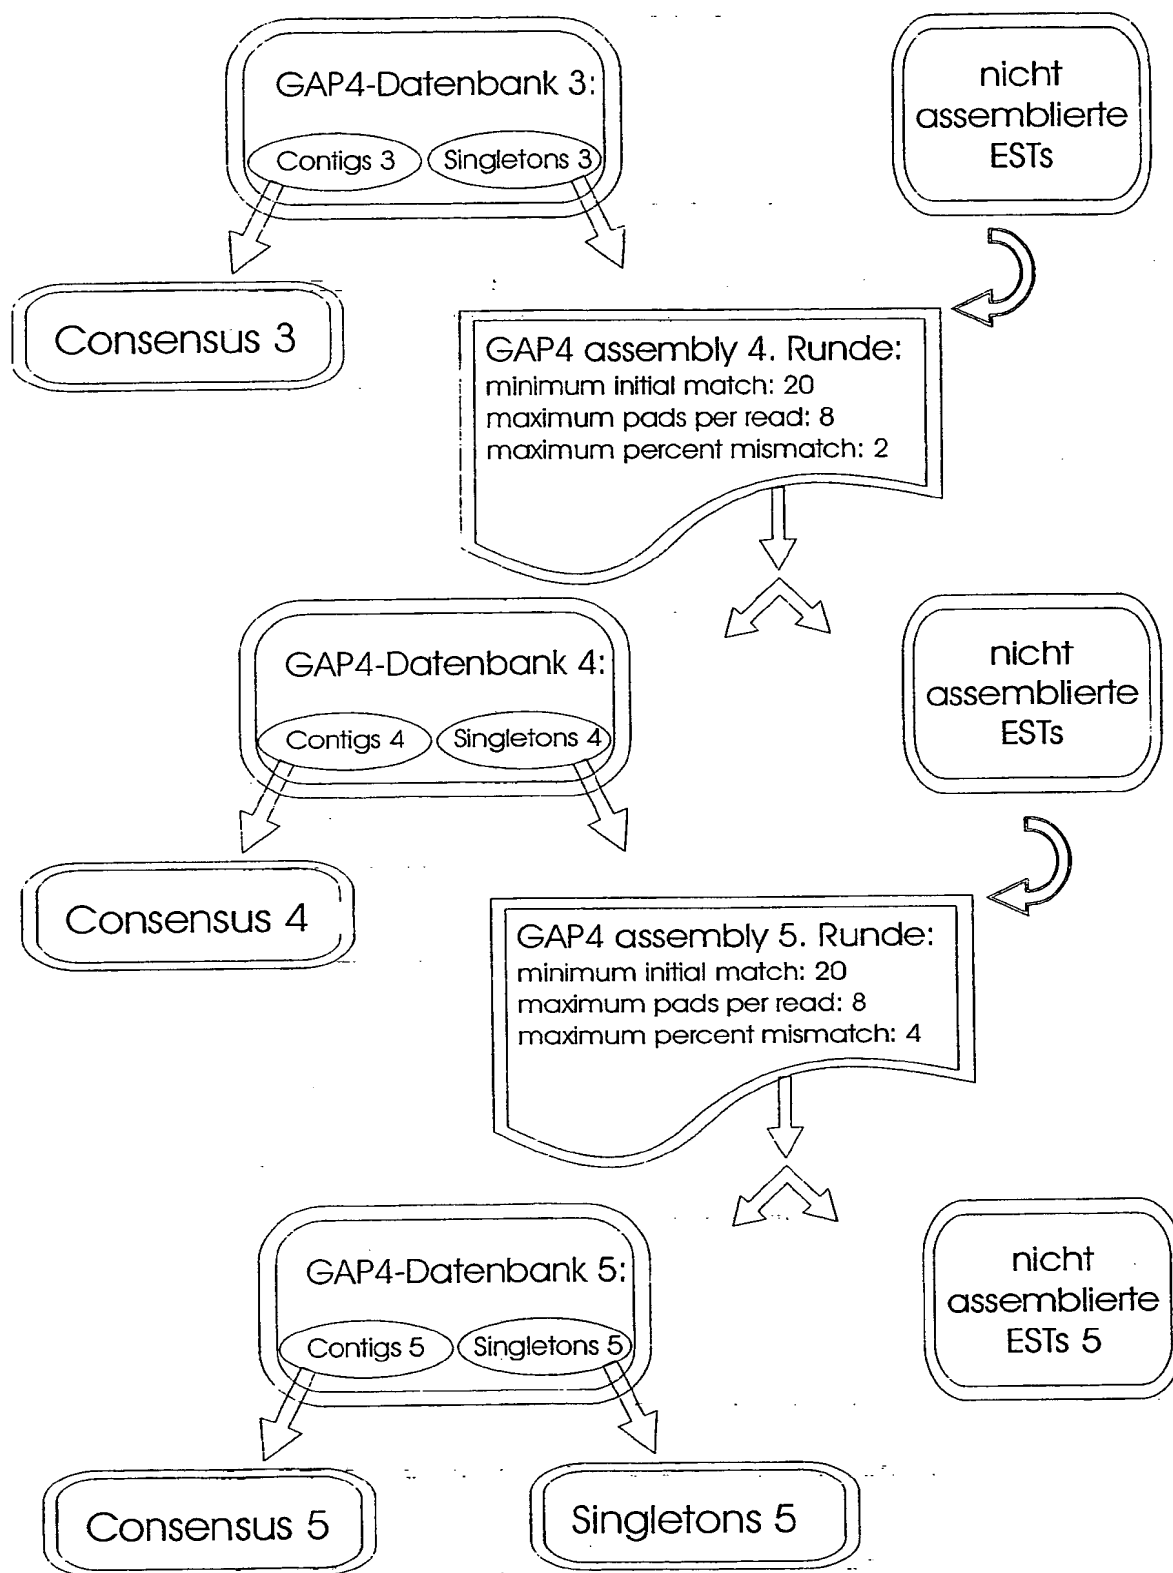 GAP4-Datenbank 3:
Contigs 3
Singletons 3
nicht
assemblierte
ESTs
Consensus 3
GAP4 assembly 4. Runde:
minimum initial match: 20
maximum pads per read: 8
maximum percent mismatch: 2
GAP4-Datenbank 4:
Contigs 4
Singletons 4
nicht
assemblierte
ESTs
Consensus 4
GAP4 assembly 5. Runde:
minimum initial match: 20
maximum pads per read: 8
maximum percent mismatch: 4
GAP4-Datenbank 5:
Contigs 5
Singletons 5
nicht
assemblierte
ESTs 5
Consensus 5
Singletons 5